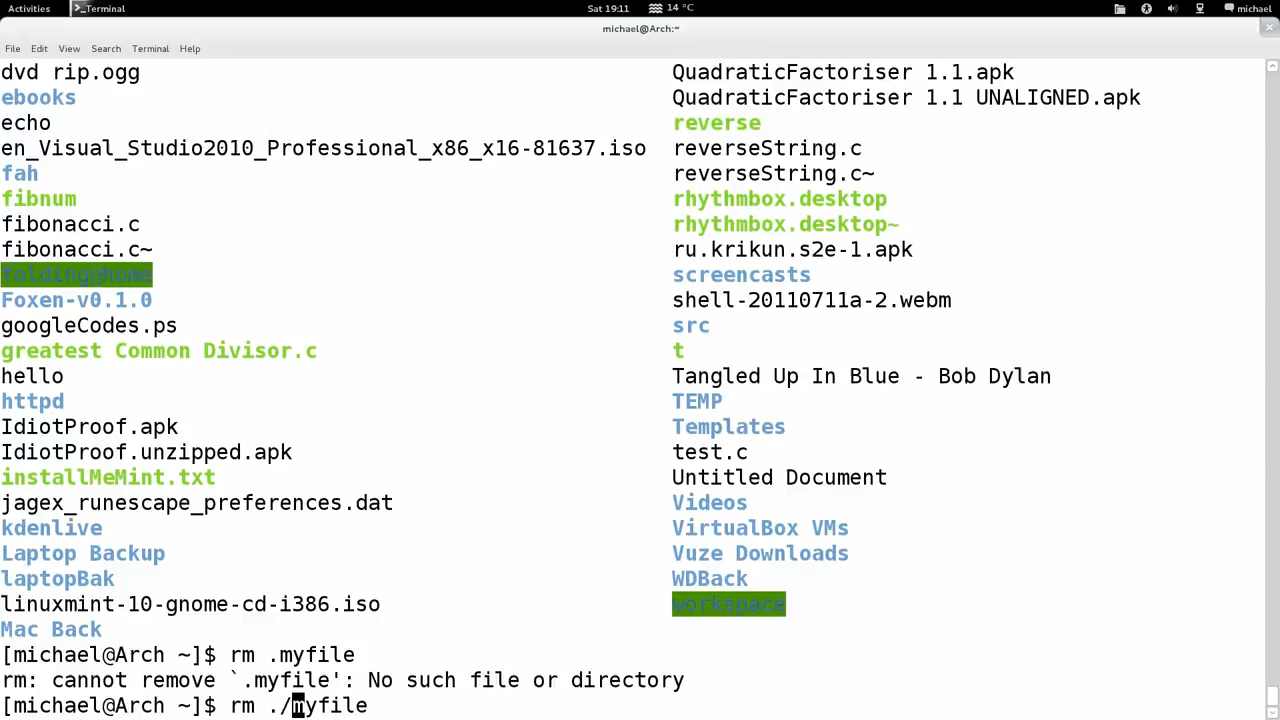 Activities Terminal Sat 19:11 14 °C michael
michael@Arch:~
File Edit View Search Terminal Help
dvd rip.ogg QuadraticFactoriser 1.1.apk
ebooks QuadraticFactoriser 1.1 UNALIGNED.apk
echo reverse
en_Visual_Studio2010_Professional_x86_x16-81637.iso reverseString.c
fah reverseString.c~
fibnum rhythmbox.desktop
fibonacci.c rhythmbox.desktop~
fibonacci.c~ ru.krikun.s2e-1.apk
folding@home screencasts
Foxen-v0.1.0 shell-20110711a-2.webm
googleCodes.ps src
greatest Common Divisor.c t
hello Tangled Up In Blue - Bob Dylan
httpd TEMP
IdiotProof.apk Templates
IdiotProof.unzipped.apk test.c
installMeMint.txt Untitled Document
jagex_runescape_preferences.dat Videos
kdenlive VirtualBox VMs
Laptop Backup Vuze Downloads
laptopBak WDBack
linuxmint-10-gnome-cd-i386.iso workspace
Mac Back
[michael@Arch ~]$ rm .myfile
rm: cannot remove `.myfile': No such file or directory
[michael@Arch ~]$ rm ./myfile